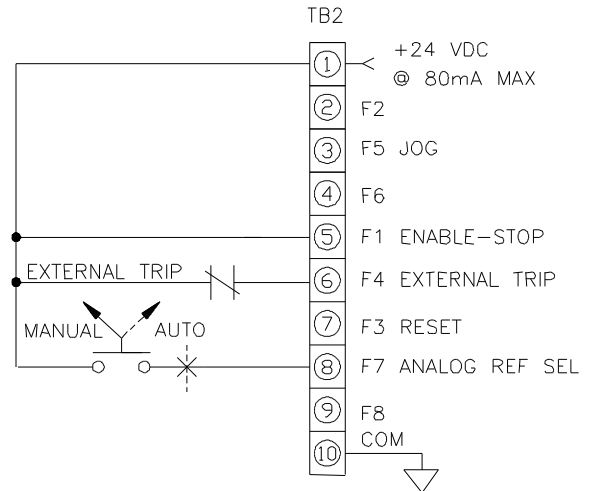 TB2
1 +24 VDC
@ 80mA MAX
2 F2
3 F5 JOG
4 F6
5 F1 ENABLE-STOP
EXTERNAL TRIP 6 F4 EXTERNAL TRIP
7 F3 RESET
MANUAL AUTO
8 F7 ANALOG REF SEL
9 F8
10 COM